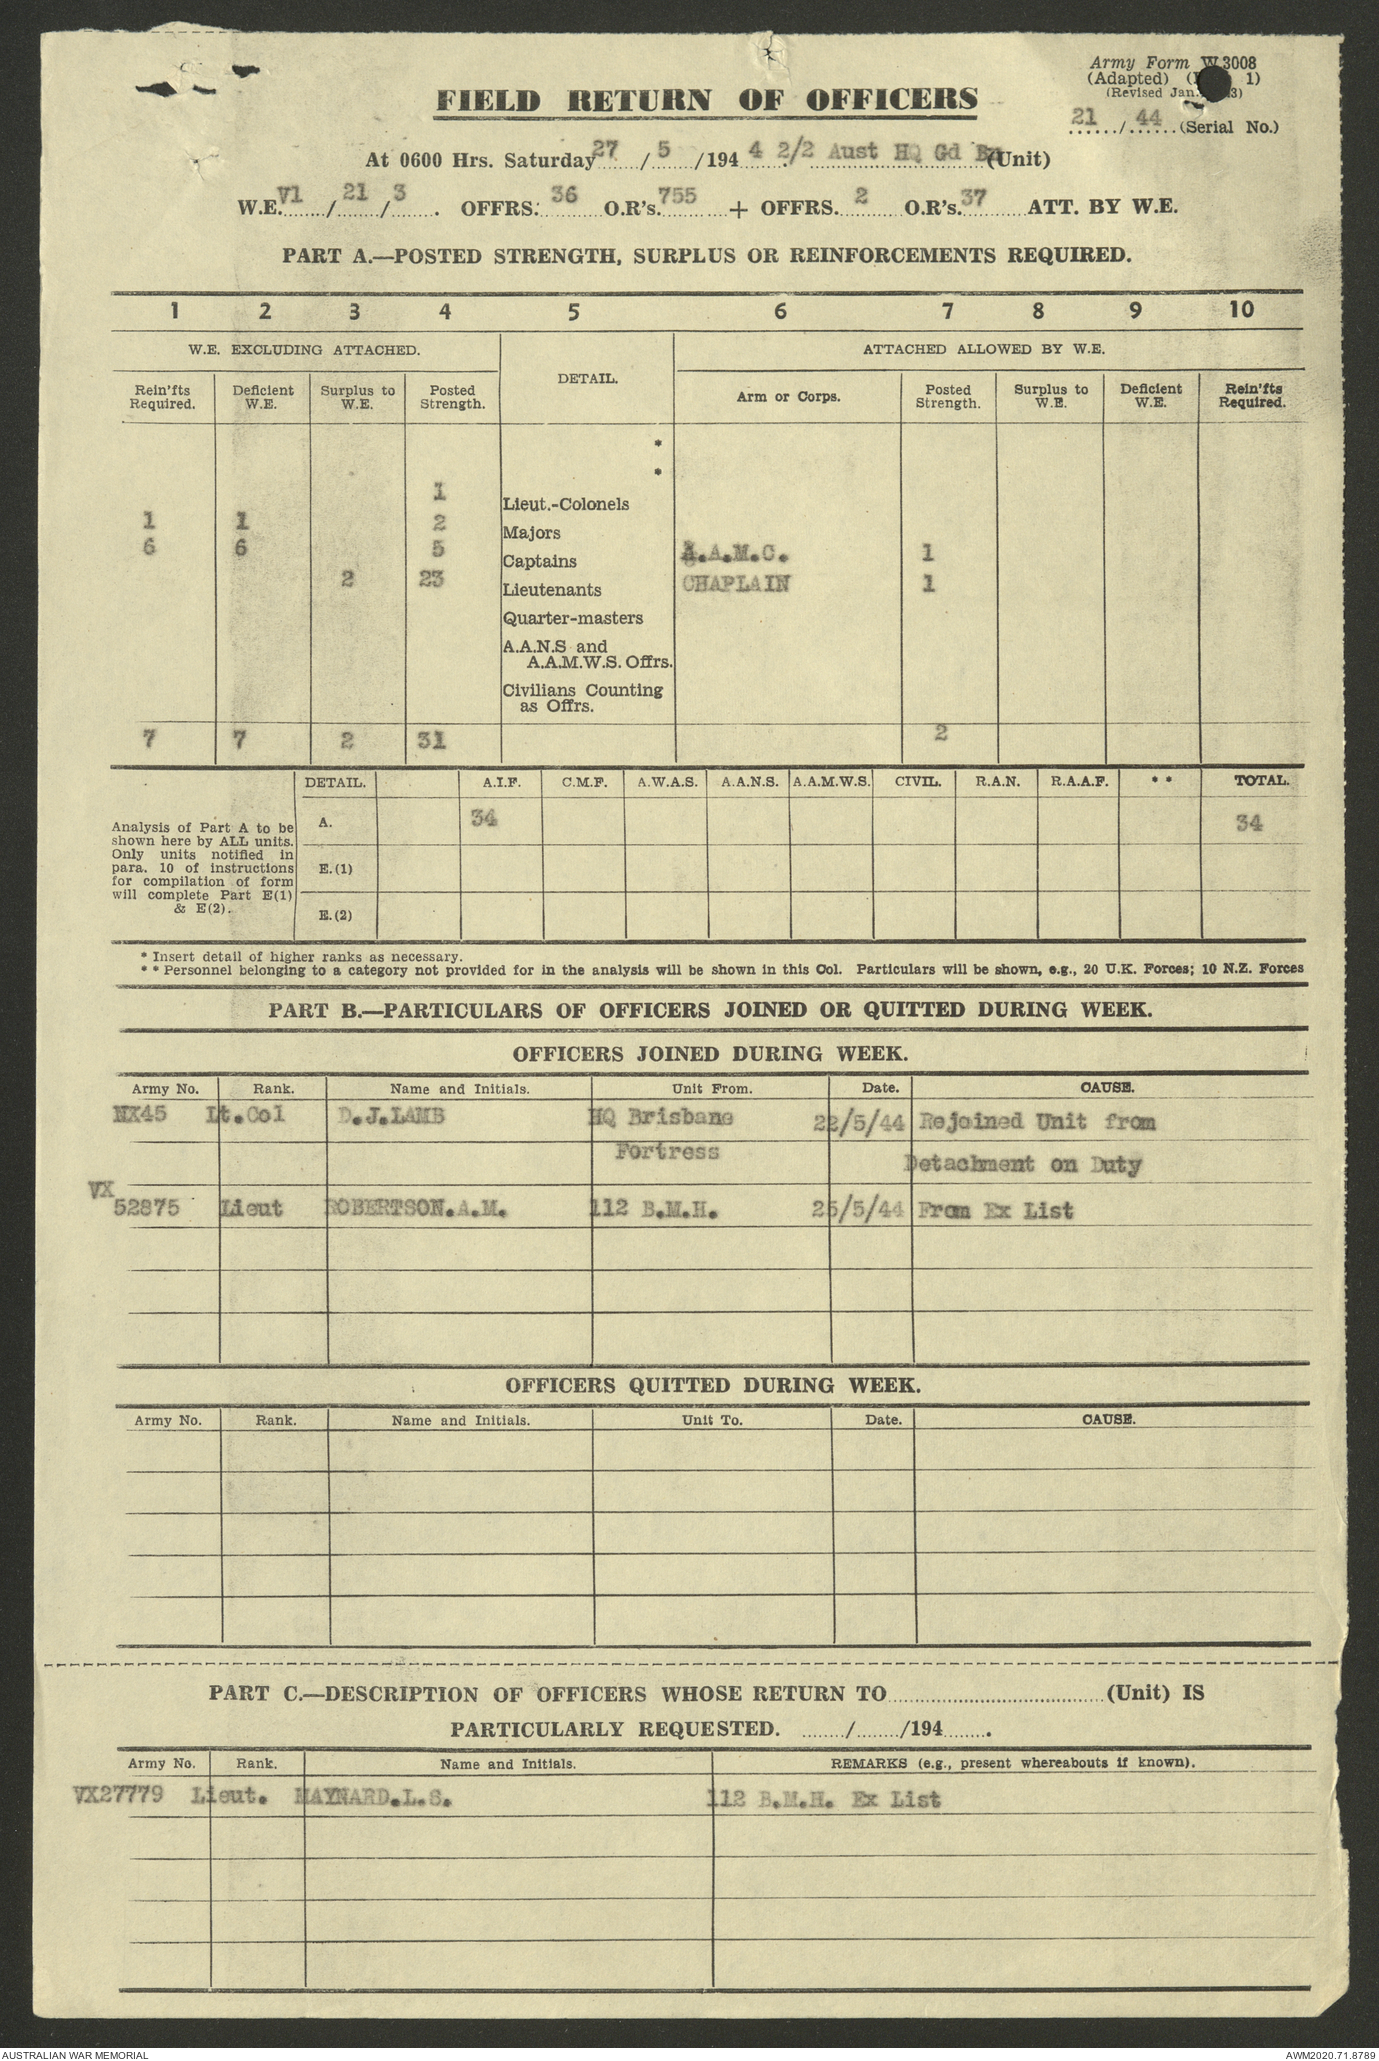 Army Form W.3008
(Adapted) ( 1)
(Revised Jan. 3)
FIELD RETURN OF OFFICERS
21 / 44 (Serial No.)
At 0600 Hrs. Saturday 27 / 5 /194 4 2/2 Aust HQ Gd Bn (Unit)
W.E. V1 / 21 / 3 . OFFRS: 36 O.R's. 755 + OFFRS. 2 O.R's. 37 ATT. BY W.E.
PART A.—POSTED STRENGTH, SURPLUS OR REINFORCEMENTS REQUIRED.
1 2 3 4 5 6 7 8 9 10
W.E. EXCLUDING ATTACHED. DETAIL. ATTACHED ALLOWED BY W.E.
Rein'fts Required. Deficient W.E. Surplus to W.E. Posted Strength. Arm or Corps. Posted Strength. Surplus to W.E. Deficient W.E. Rein'fts Required.
*
*
1 Lieut.-Colonels
1 1 2 Majors
6 6 5 Captains A.A.M.C. 1
2 23 Lieutenants CHAPLAIN 1
Quarter-masters
A.A.N.S and
A.A.M.W.S. Offrs.
Civilians Counting
as Offrs.
7 7 2 31 2
DETAIL. A.I.F. C.M.F. A.W.A.S. A.A.N.S. A.A.M.W.S. CIVIL. R.A.N. R.A.A.F. * * TOTAL.
Analysis of Part A to be
shown here by ALL units.
Only units notified in
para. 10 of instructions
for compilation of form
will complete Part E(1)
& E(2).
A. 34 34
E.(1)
E.(2)
* Insert detail of higher ranks as necessary.
* * Personnel belonging to a category not provided for in the analysis will be shown in this Col. Particulars will be shown, e.g., 20 U.K. Forces; 10 N.Z. Forces
PART B.—PARTICULARS OF OFFICERS JOINED OR QUITTED DURING WEEK.
OFFICERS JOINED DURING WEEK.
Army No. Rank. Name and Initials. Unit From. Date. CAUSE.
NX45 Lt.Col D.J.LAMB HQ Brisbane 22/5/44 Rejoined Unit from
Fortress Detachment on Duty
VX
52875 Lieut ROBERTSON.A.M. 112 B.M.H. 25/5/44 From Ex List
OFFICERS QUITTED DURING WEEK.
Army No. Rank. Name and Initials. Unit To. Date. CAUSE.
PART C.—DESCRIPTION OF OFFICERS WHOSE RETURN TO (Unit) IS
PARTICULARLY REQUESTED. / /194 .
Army No. Rank. Name and Initials. REMARKS (e.g., present whereabouts if known).
VX27779 Lieut. MAYNARD.L.S. 112 B.M.H. Ex List
AUSTRALIAN WAR MEMORIAL
AWM2020.71.8789